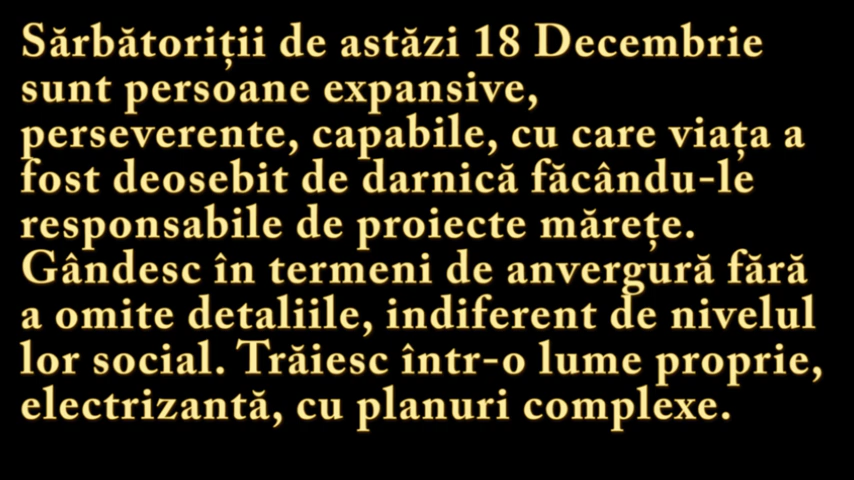 Sărbătoriții de astăzi 18 Decembrie
sunt persoane expansive,
perseverente, capabile, cu care viața a
fost deosebit de darnică făcându-le
responsabile de proiecte mărețe.
Gândesc în termeni de anvergură fără
a omite detaliile, indiferent de nivelul
lor social. Trăiesc într-o lume proprie,
electrizantă, cu planuri complexe.